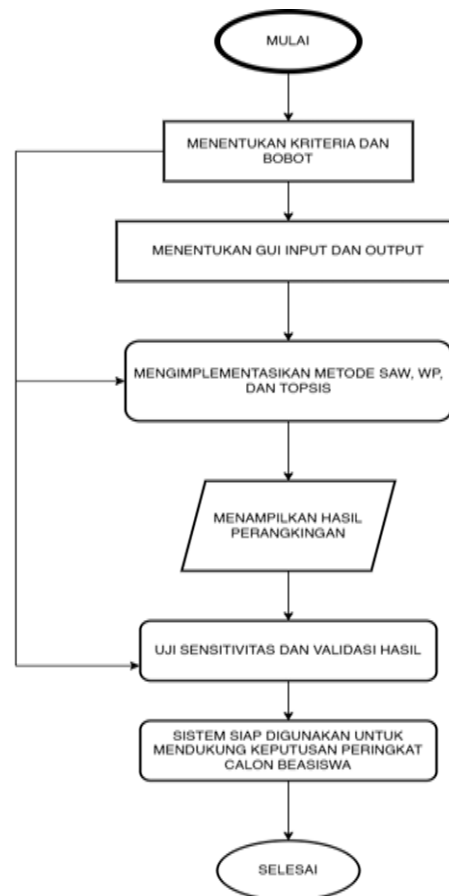 MULAI
MENENTUKAN KRITERIA DAN
BOBOT
MENENTUKAN GUI INPUT DAN OUTPUT
MENGIMPLEMENTASIKAN METODE SAW, WP,
DAN TOPSIS
MENAMPILKAN HASIL
PERANGKINGAN
UJI SENSITIVITAS DAN VALIDASI HASIL
SISTEM SIAP DIGUNAKAN UNTUK
MENDUKUNG KEPUTUSAN PERINGKAT
CALON BEASISWA
SELESAI